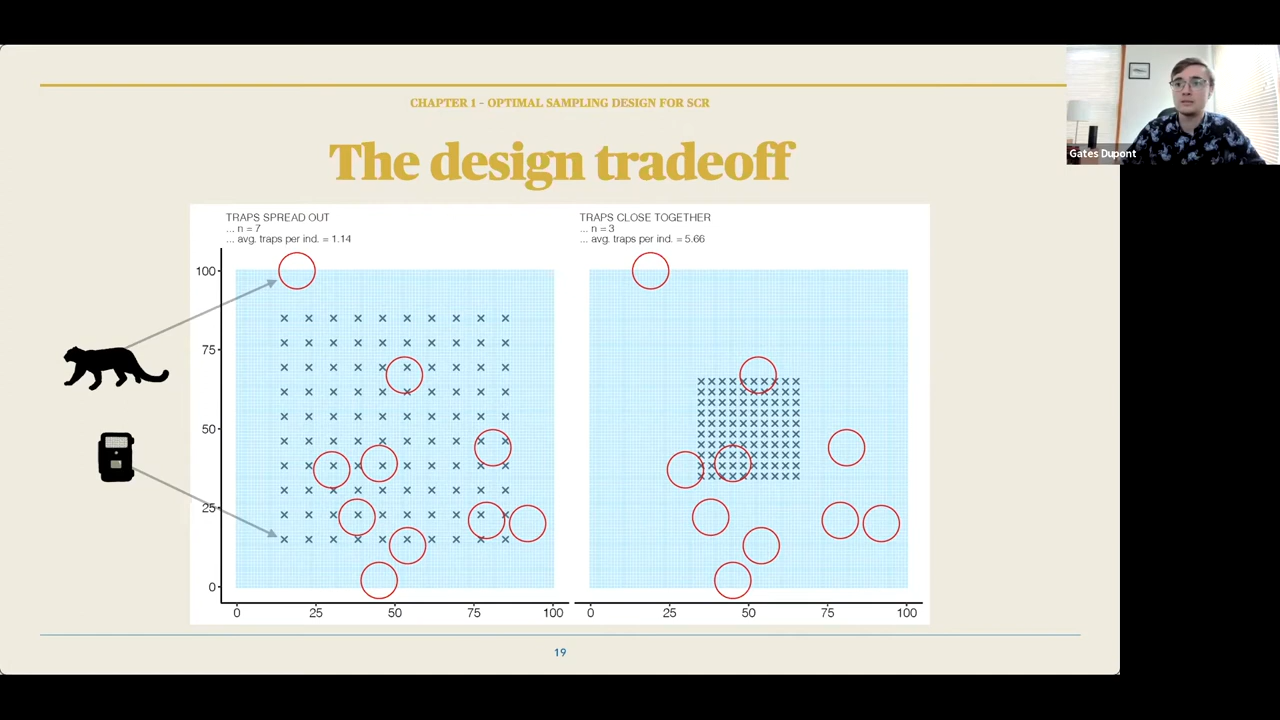 CHAPTER 1 - OPTIMAL SAMPLING DESIGN FOR SCR
The design tradeoff
Gates Dupont
TRAPS SPREAD OUT
... n = 7
... avg. traps per ind. = 1.14
100
75
50
25
0
0 25 50 75 100
TRAPS CLOSE TOGETHER
... n = 3
... avg. traps per ind. = 5.66
0 25 50 75 100
19